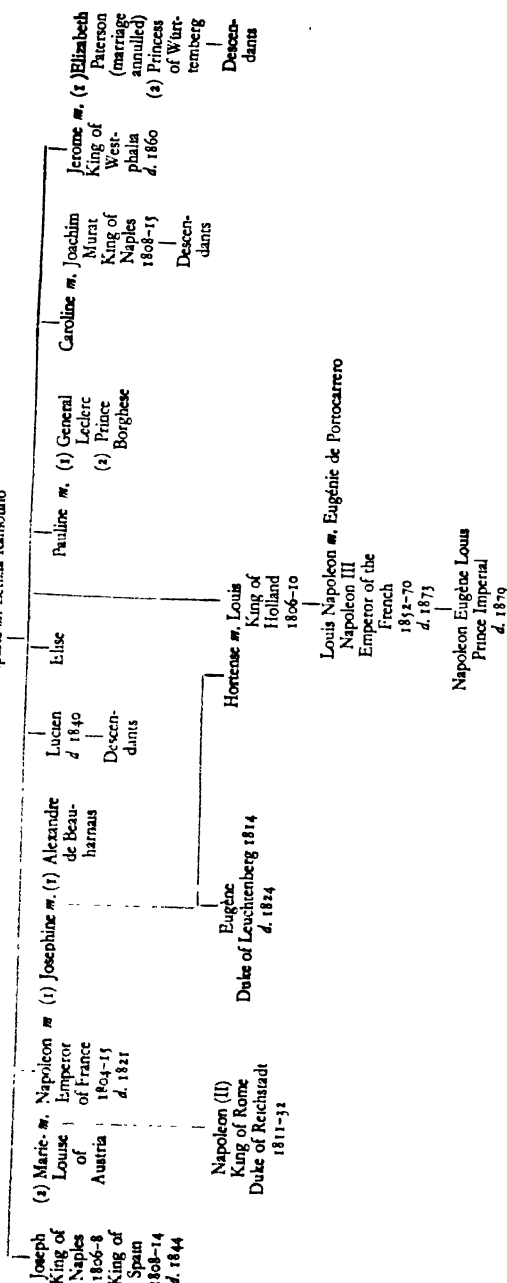 m. Letizia Ramolino
Joseph
King of
Naples
1806-8
King of
Spain
1808-14
d. 1844
(2) Marie- m.
Louise
of
Austria
Napoleon m
Emperor
of France
1804-15
d. 1821
(1) Josephine m. (1) Alexandre
de Beau-
harnais
Lucien
d 1840
Descen-
dants
Elise
Pauline m. (1) General
Leclerc
(2) Prince
Borghese
Caroline m. Joachim
Murat
King of
Naples
1808-15
Descen-
dants
Jerome m. (1) Elizabeth
King of
West-
phalia
d. 1860
Paterson
(marriage
annulled)
(2) Princess
of Würt-
temberg
Descen-
dants
Napoleon (II)
King of Rome
Duke of Reichstadt
1811-32
Eugène
Duke of Leuchtenberg 1814
d. 1824
Hortense m. Louis
King of
Holland
1806-10
Louis Napoleon m. Eugénie de Portocarrero
Napoleon III
Emperor of the
French
1852-70
d. 1873
Napoleon Eugène Louis
Prince Imperial
d. 1879